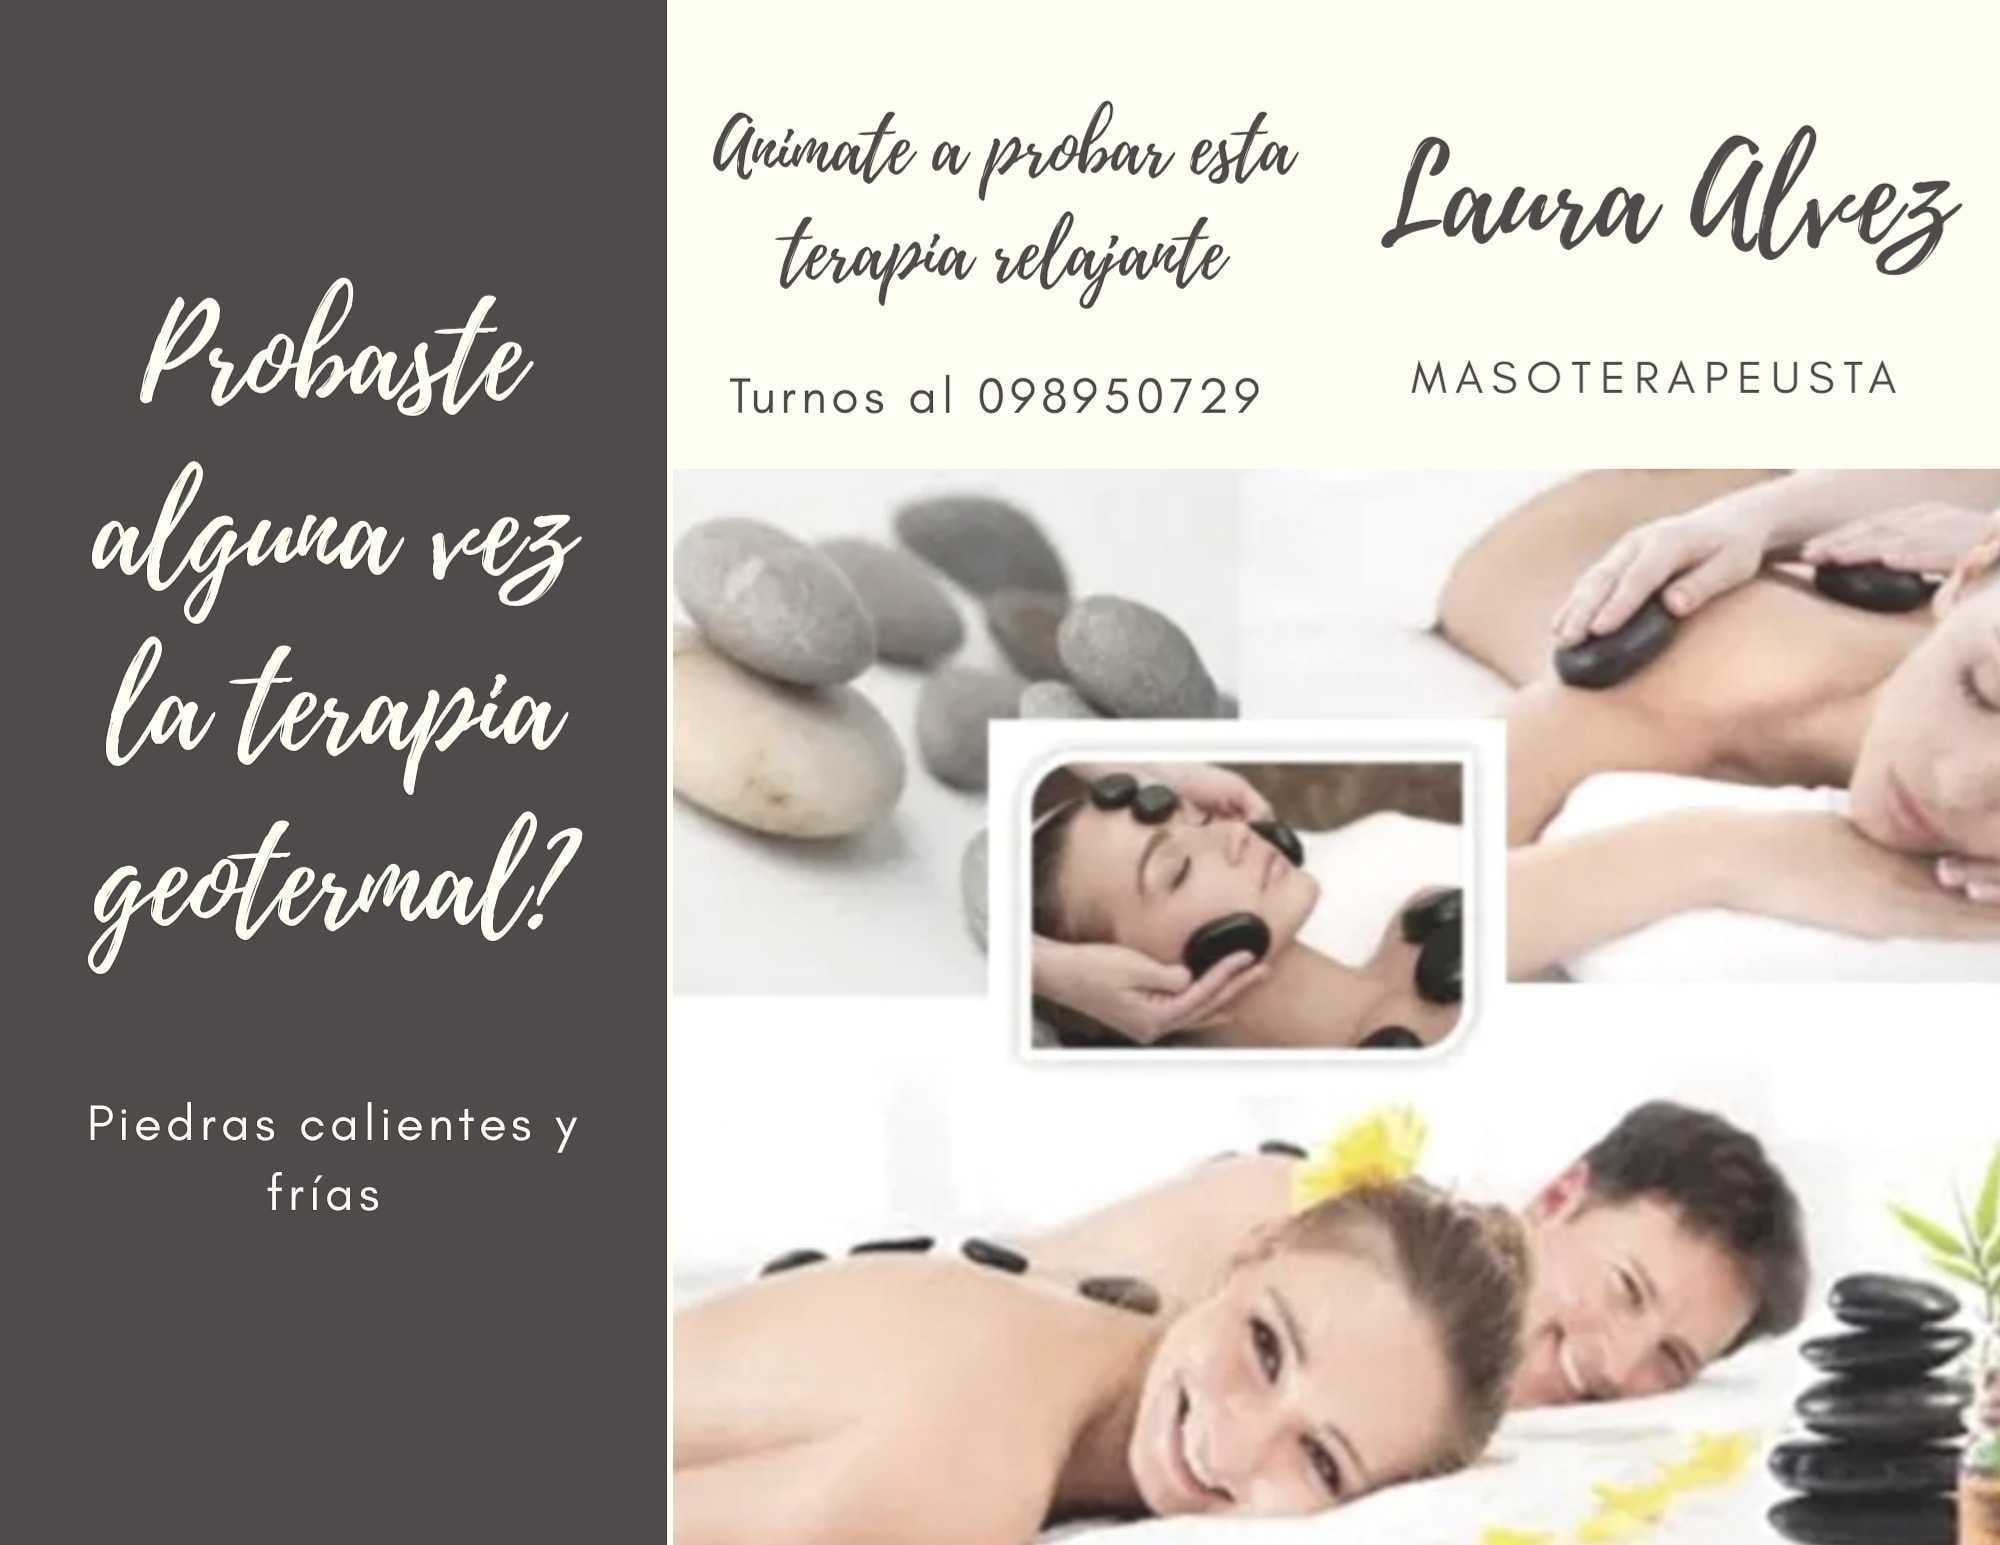 Probaste
alguna vez
la terapia
geotermal?
Piedras calientes y
frías
Animate a probar esta
terapia relajante
Turnos al 098950729
Laura Alvez
MASOTERAPEUSTA